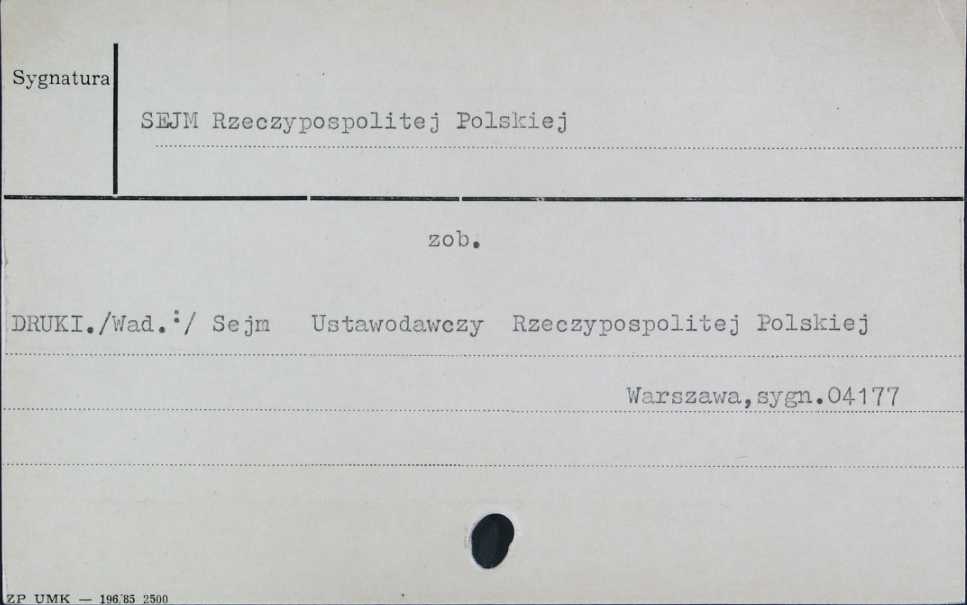 Sygnatura
SEJM Rzeczypospolitej Polskiej
zob.
DRUKI./Wad.:/ Sejm Ustawodawczy Rzeczypospolitej Polskiej
Warszawa,sygn.04177
ZP UMK — 196/85 2500